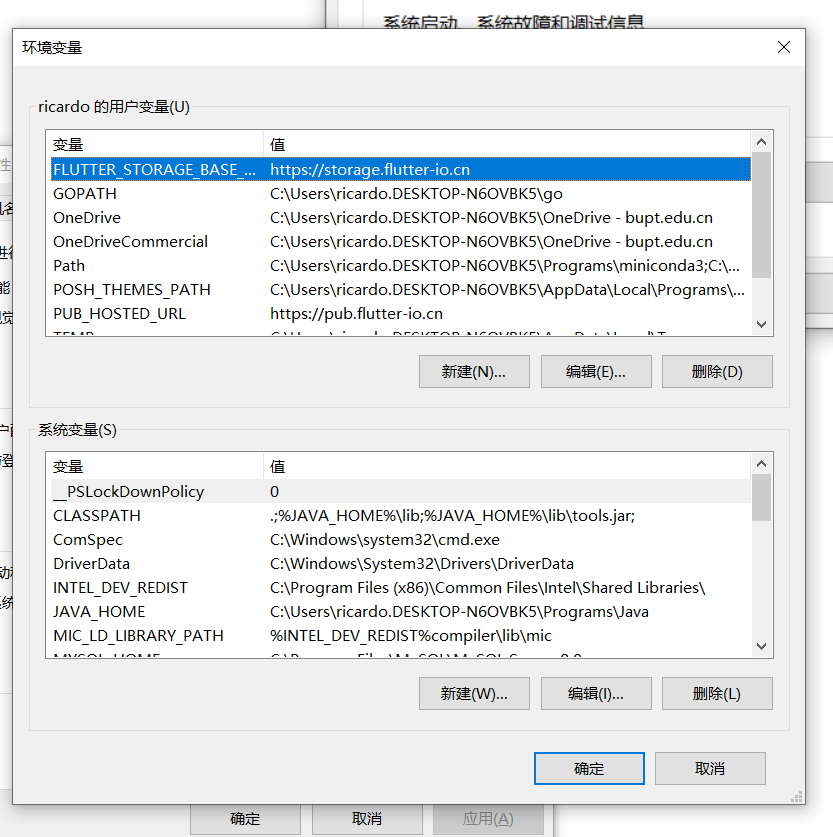 系统启动、系统故障和调试信息
环境变量
ricardo 的用户变量(U)
变量 值
FLUTTER_STORAGE_BASE_... https://storage.flutter-io.cn
GOPATH C:\Users\ricardo.DESKTOP-N6OVBK5\go
OneDrive C:\Users\ricardo.DESKTOP-N6OVBK5\OneDrive - bupt.edu.cn
OneDriveCommercial C:\Users\ricardo.DESKTOP-N6OVBK5\OneDrive - bupt.edu.cn
Path C:\Users\ricardo.DESKTOP-N6OVBK5\Programs\miniconda3;C:\...
POSH_THEMES_PATH C:\Users\ricardo.DESKTOP-N6OVBK5\AppData\Local\Programs\...
PUB_HOSTED_URL https://pub.flutter-io.cn
新建(N)... 编辑(E)... 删除(D)
系统变量(S)
变量 值
__PSLockDownPolicy 0
CLASSPATH .;%JAVA_HOME%\lib;%JAVA_HOME%\lib\tools.jar;
ComSpec C:\Windows\system32\cmd.exe
DriverData C:\Windows\System32\Drivers\DriverData
INTEL_DEV_REDIST C:\Program Files (x86)\Common Files\Intel\Shared Libraries\
JAVA_HOME C:\Users\ricardo.DESKTOP-N6OVBK5\Programs\Java
MIC_LD_LIBRARY_PATH %INTEL_DEV_REDIST%compiler\lib\mic
新建(W)... 编辑(I)... 删除(L)
确定 取消
确定 取消 应用(A)